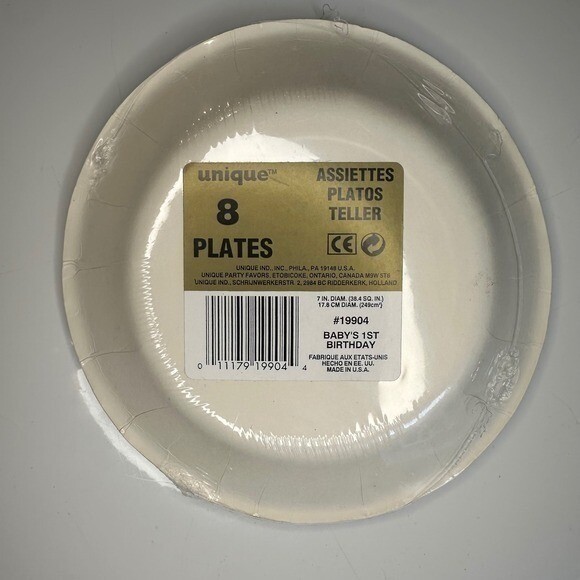 unique™
8
PLATES
ASSIETTES
PLATOS
TELLER
CE
UNIQUE IND., INC., PHILA., PA 19148 U.S.A.
UNIQUE PARTY FAVORS, ETOBICOKE, ONTARIO, CANADA M9W 5T8
UNIQUE IND., SCHRIJNWERKERSTR. 2, 2984 BC RIDDERKERK, HOLLAND
7 IN. DIAM. (38.4 SQ. IN.)
17.8 CM DIAM. (249cm²)
#19904
BABY'S 1ST
BIRTHDAY
FABRIQUE AUX ETATS-UNIS
HECHO EN EE. UU.
MADE IN U.S.A.
0 11179 19904 4